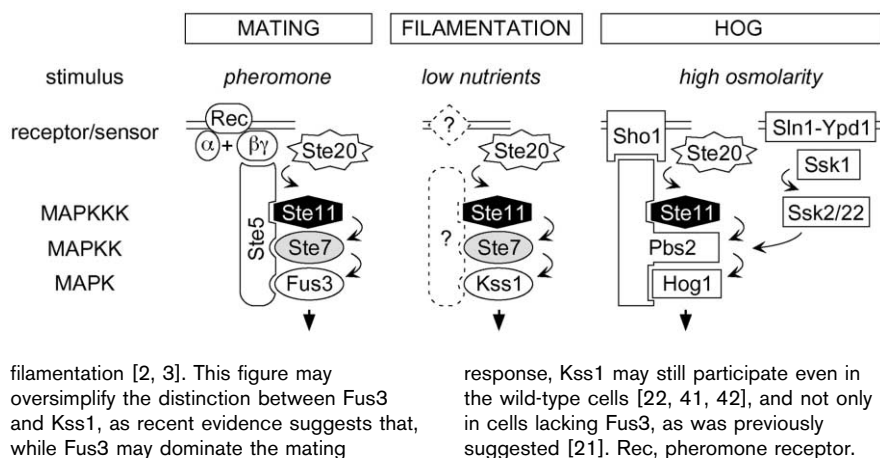 MATING FILAMENTATION HOG
stimulus pheromone low nutrients high osmolarity
receptor/sensor Rec α + βγ Ste20 ? Ste20 Sho1 Ste20 Sln1-Ypd1
Ssk1
MAPKKK Ste11 Ste11 Ste11 Ssk2/22
MAPKK Ste5 Ste7 ? Ste7 Pbs2
MAPK Fus3 Kss1 Hog1
filamentation [2, 3]. This figure may
oversimplify the distinction between Fus3
and Kss1, as recent evidence suggests that,
while Fus3 may dominate the mating
response, Kss1 may still participate even in
the wild-type cells [22, 41, 42], and not only
in cells lacking Fus3, as was previously
suggested [21]. Rec, pheromone receptor.